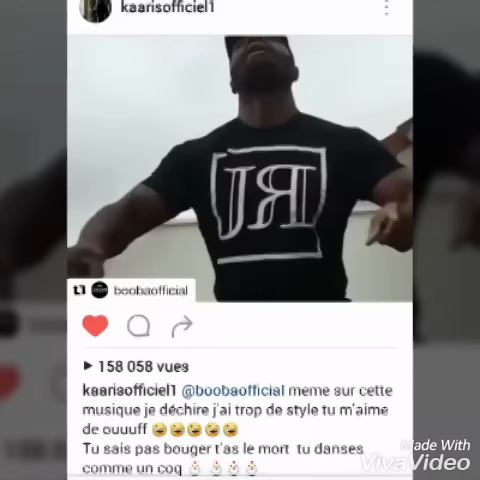 kaarisofficiel1
JR
boobaofficial
158 058 vues
kaarisofficiel1 @boobaofficial meme sur cette
musique je déchire j'ai trop de style tu m'aime
de ouuuff 😂😂😂😂😂
Tu sais pas bouger t'as le mort tu danses
comme un coq 🐔 🐔🐔🐔
Made With
VivaVideo